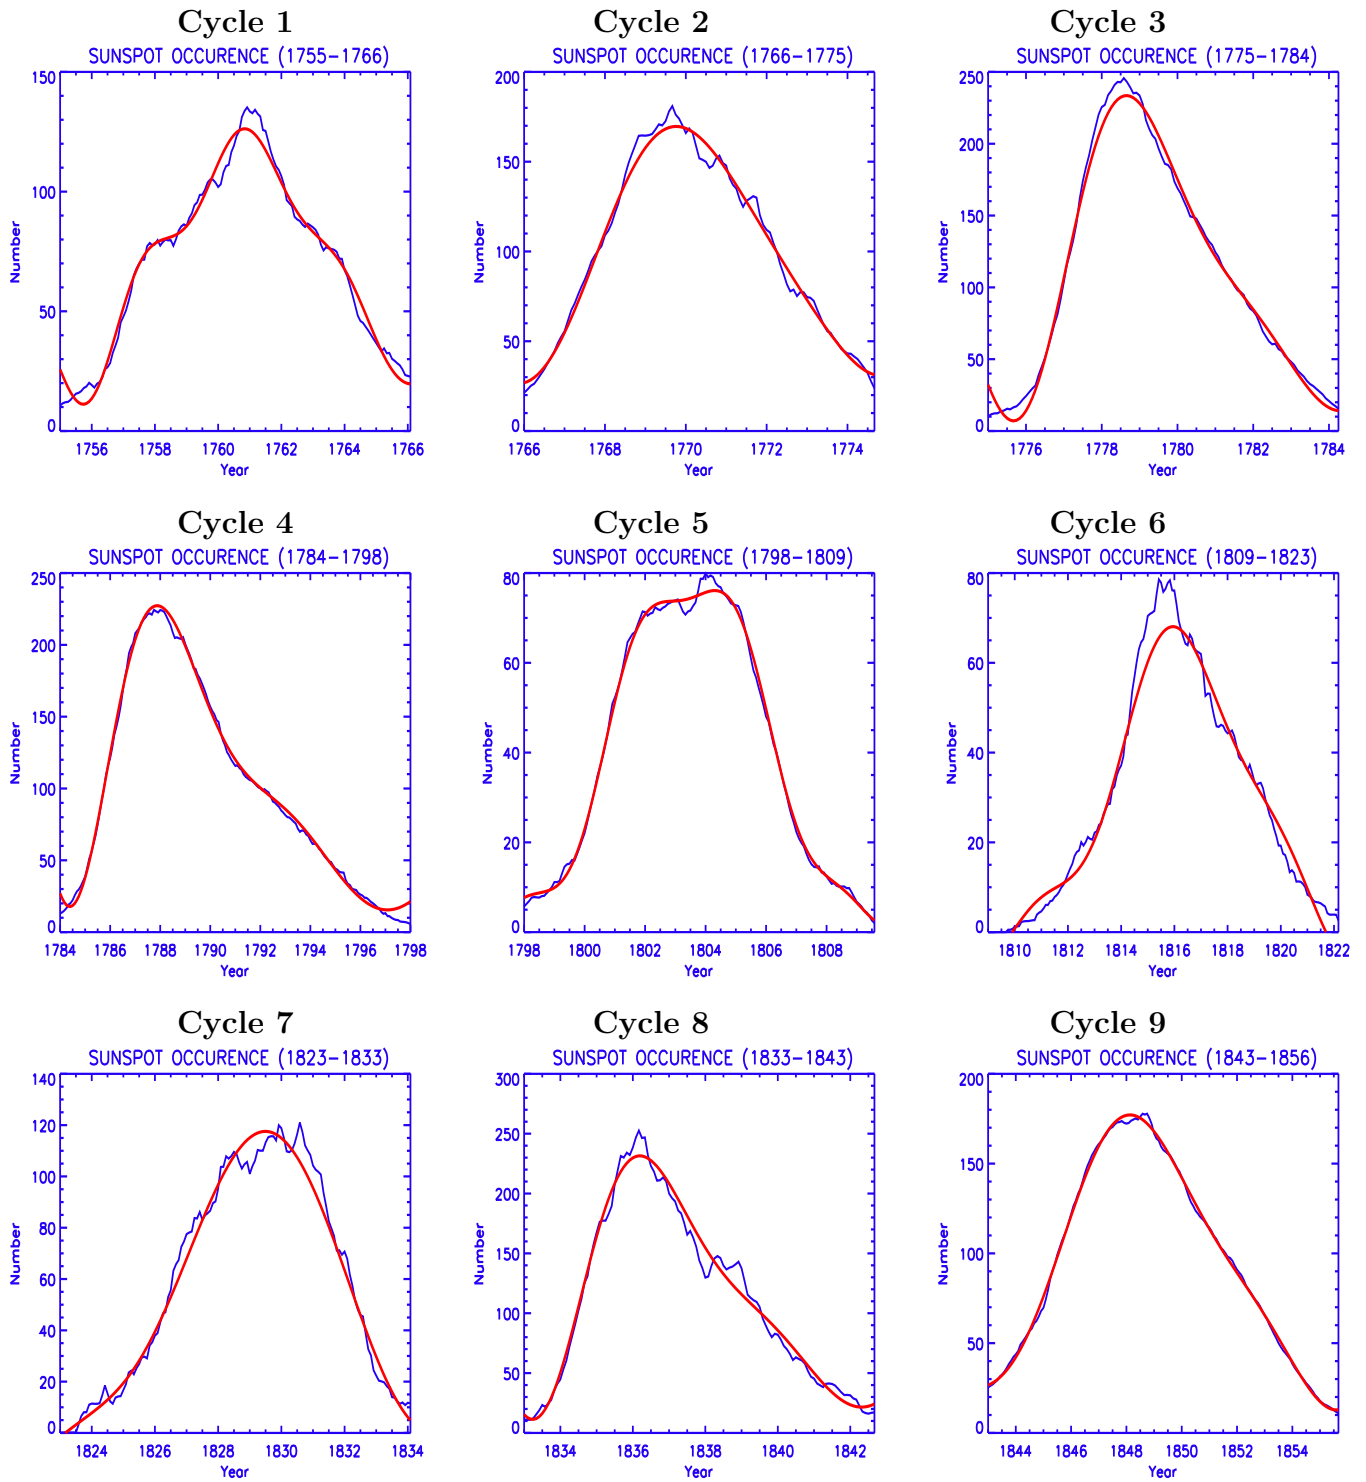 Cycle 1 Cycle 2 Cycle 3
SUNSPOT OCCURENCE (1755-1766) SUNSPOT OCCURENCE (1766-1775) SUNSPOT OCCURENCE (1775-1784)
150 200 250
200
150
100 150
Number Number Number
100
100
50
50
50
0 0 0
1756 1758 1760 1762 1764 1766 1766 1768 1770 1772 1774 1776 1778 1780 1782 1784
Year Year Year
Cycle 4 Cycle 5 Cycle 6
SUNSPOT OCCURENCE (1784-1798) SUNSPOT OCCURENCE (1798-1809) SUNSPOT OCCURENCE (1809-1823)
250 80 80
200
60 60
150
Number Number Number
40 40
100
20 20
50
0 0 0
1784 1786 1788 1790 1792 1794 1796 1798 1798 1800 1802 1804 1806 1808 1810 1812 1814 1816 1818 1820 1822
Year Year Year
Cycle 7 Cycle 8 Cycle 9
SUNSPOT OCCURENCE (1823-1833) SUNSPOT OCCURENCE (1833-1843) SUNSPOT OCCURENCE (1843-1856)
140 300 200
120 250
150
100
200
80
Number Number Number
150 100
60
100
40
50
50
20
0 0 0
1824 1826 1828 1830 1832 1834 1834 1836 1838 1840 1842 1844 1846 1848 1850 1852 1854
Year Year Year